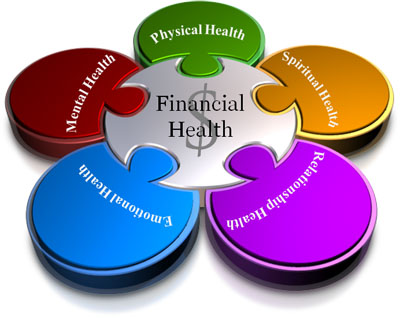 Physical Health
Mental Health
Spiritual Health
$
Financial
Health
Emotional Health
Relationship Health